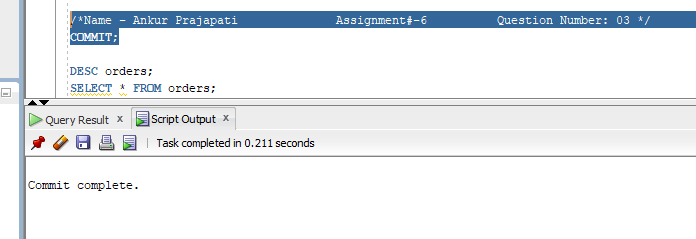 /*Name - Ankur Prajapati Assignment#-6 Question Number: 03 */
COMMIT;
DESC orders;
SELECT * FROM orders;
Query Result x Script Output x
Task completed in 0.211 seconds
Commit complete.